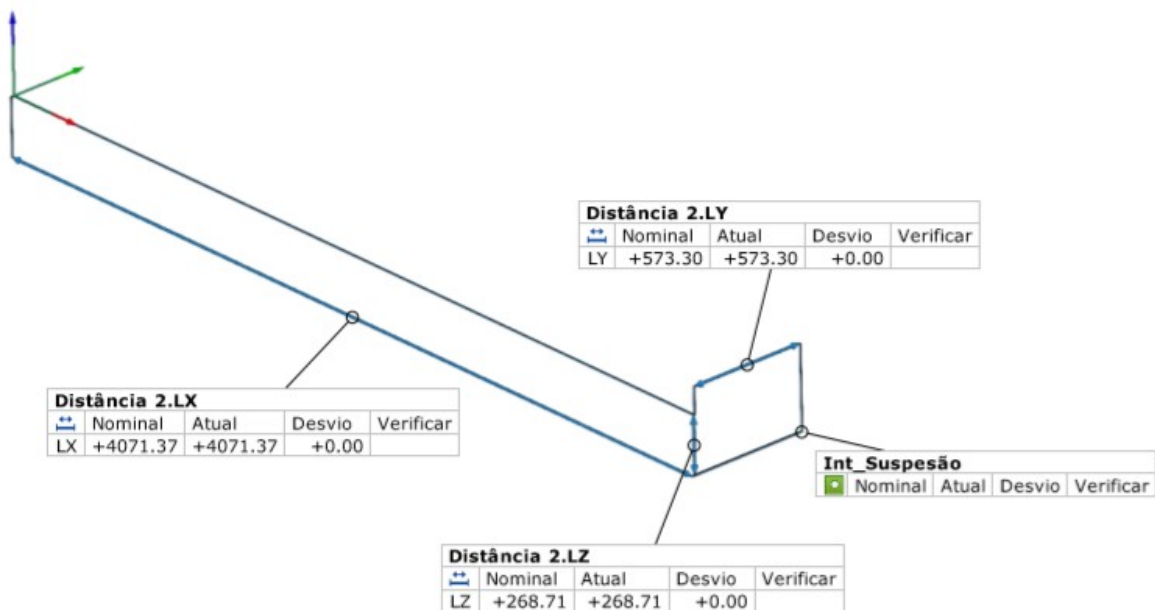 Distância 2.LY
Nominal Atual Desvio Verificar
LY +573.30 +573.30 +0.00
Distância 2.LX
Nominal Atual Desvio Verificar
LX +4071.37 +4071.37 +0.00
Int_Suspesão
Nominal Atual Desvio Verificar
Distância 2.LZ
Nominal Atual Desvio Verificar
LZ +268.71 +268.71 +0.00